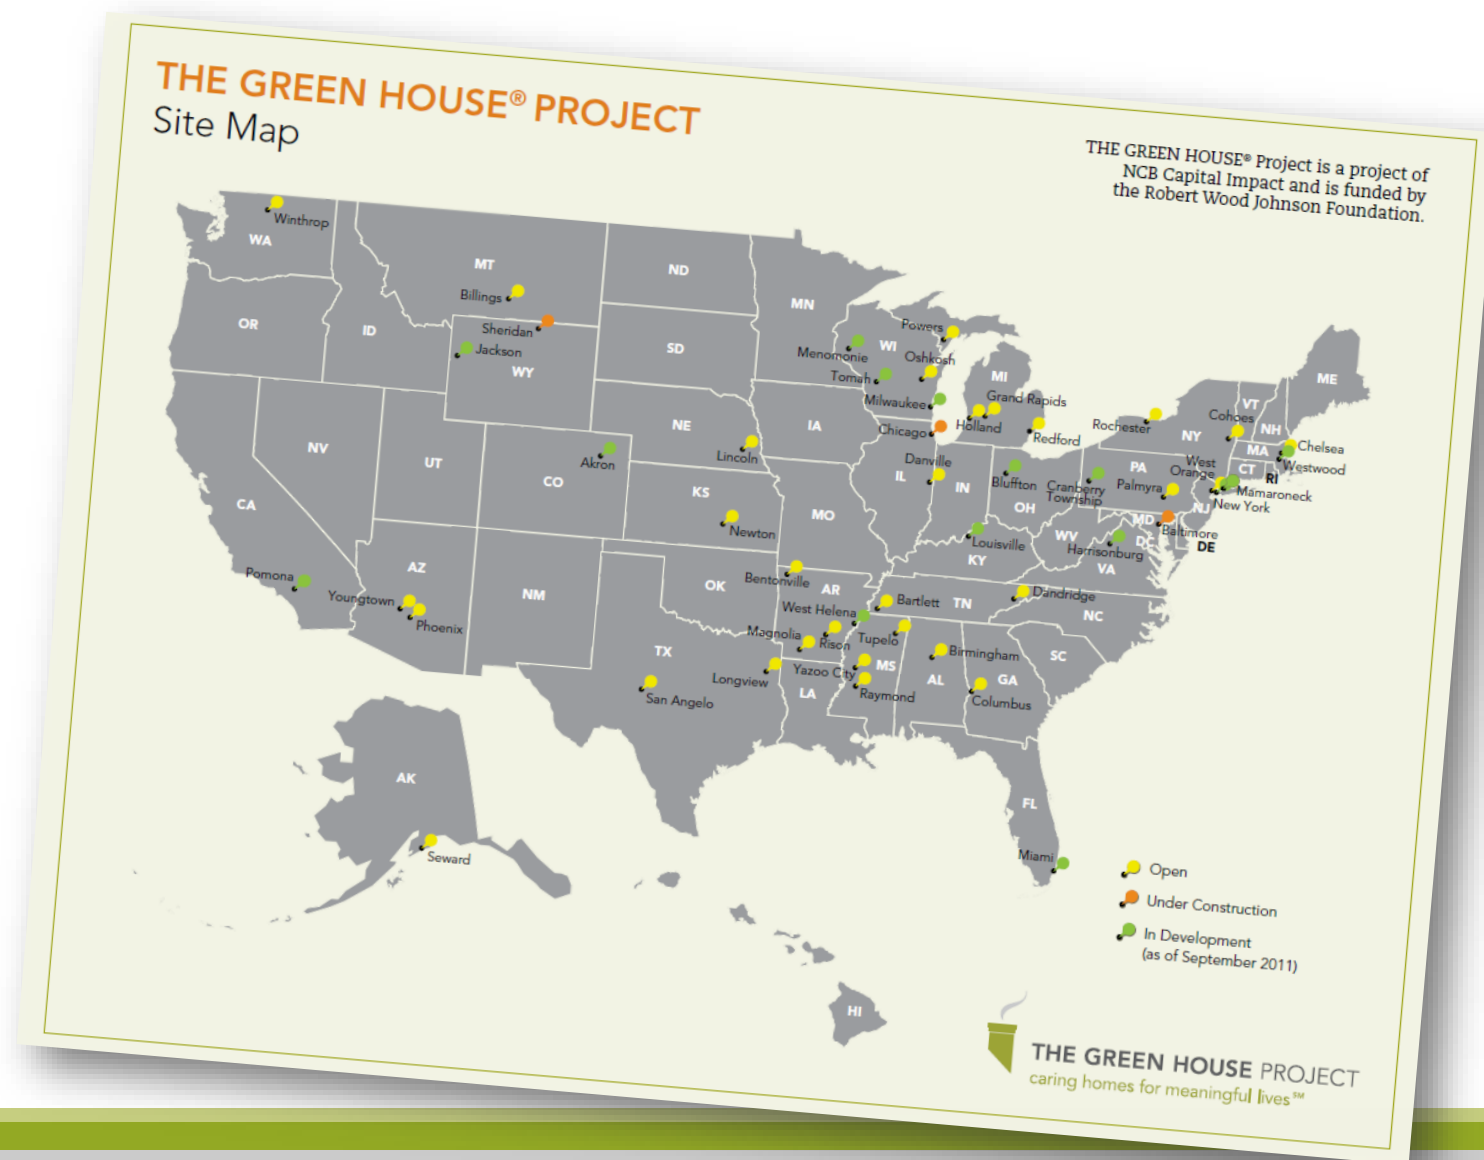 THE GREEN HOUSE® PROJECT
Site Map
THE GREEN HOUSE® Project is a project of
NCB Capital Impact and is funded by
the Robert Wood Johnson Foundation.
Winthrop
WA
MT
ND
MN
Billings
Sheridan
Jackson
WY
OR
ID
SD
Powers
Menomonie
WI
Oshkosh
Tomah
MI
Milwaukee
Grand Rapids
Chicago
Holland
Redford
ME
VT
Rochester
Cohoes
NH
NY
Chelsea
MA
Westwood
CT
RI
West
Orange
Mamaroneck
New York
NJ
NV
UT
CO
Akron
NE
Lincoln
IA
Danville
IL
IN
Bluffton
OH
Cranberry
Township
PA
Palmyra
MD
Baltimore
DC
DE
CA
KS
Newton
MO
Louisville
KY
WV
Harrisonburg
VA
Pomona
AZ
Youngtown
Phoenix
NM
OK
Bentonville
AR
West Helena
Bartlett
TN
Dandridge
NC
Magnolia
Rison
Tupelo
SC
TX
Longview
San Angelo
Yazoo City
MS
Raymond
LA
Birmingham
AL
GA
Columbus
AK
Seward
FL
Miami
HI
Open
Under Construction
In Development
(as of September 2011)
THE GREEN HOUSE PROJECT
caring homes for meaningful lives℠